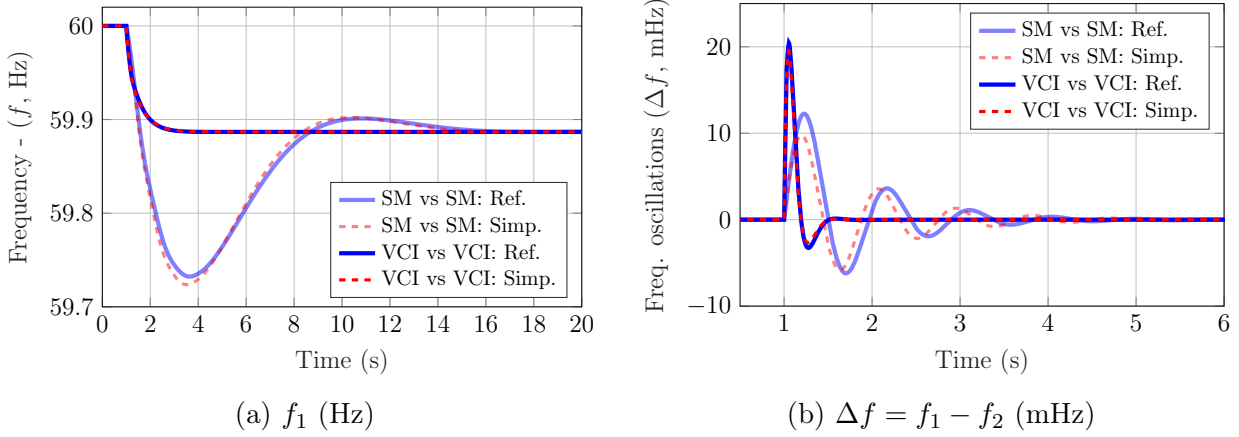 60
59.9
59.8
59.7
0 2 4 6 8 10 12 14 16 18 20
Frequency - (f, Hz)
Time (s)
SM vs SM: Ref.
SM vs SM: Simp.
VCI vs VCI: Ref.
VCI vs VCI: Simp.
(a) f₁ (Hz)
20
10
0
−10
1 2 3 4 5 6
Freq. oscillations (Δf, mHz)
Time (s)
SM vs SM: Ref.
SM vs SM: Simp.
VCI vs VCI: Ref.
VCI vs VCI: Simp.
(b) Δf = f₁ − f₂ (mHz)